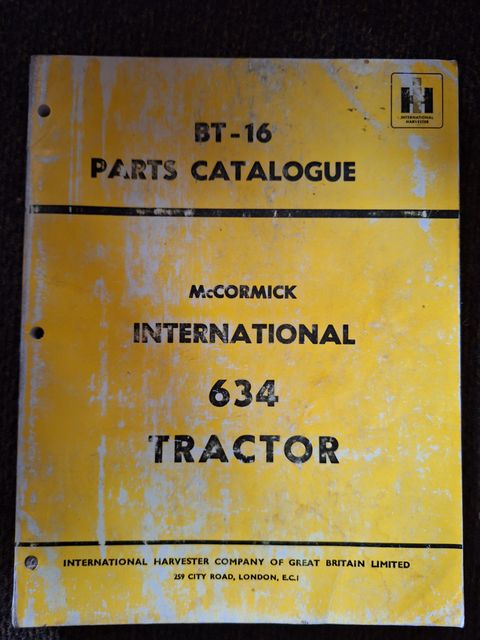 IH
INTERNATIONAL
HARVESTER
BT-16
PARTS CATALOGUE
McCORMICK
INTERNATIONAL
634
TRACTOR
INTERNATIONAL HARVESTER COMPANY OF GREAT BRITAIN LIMITED
259 CITY ROAD, LONDON, E.C.1